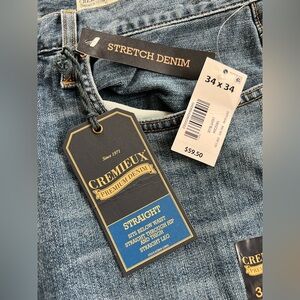 STRETCH DENIM
34 x 34
$59.50
Since 1971
CREMIEUX
PREMIUM DENIM
STRAIGHT
SITS BELOW WAIST
STRAIGHT THROUGH HIP
AND THIGH
STRAIGHT LEG